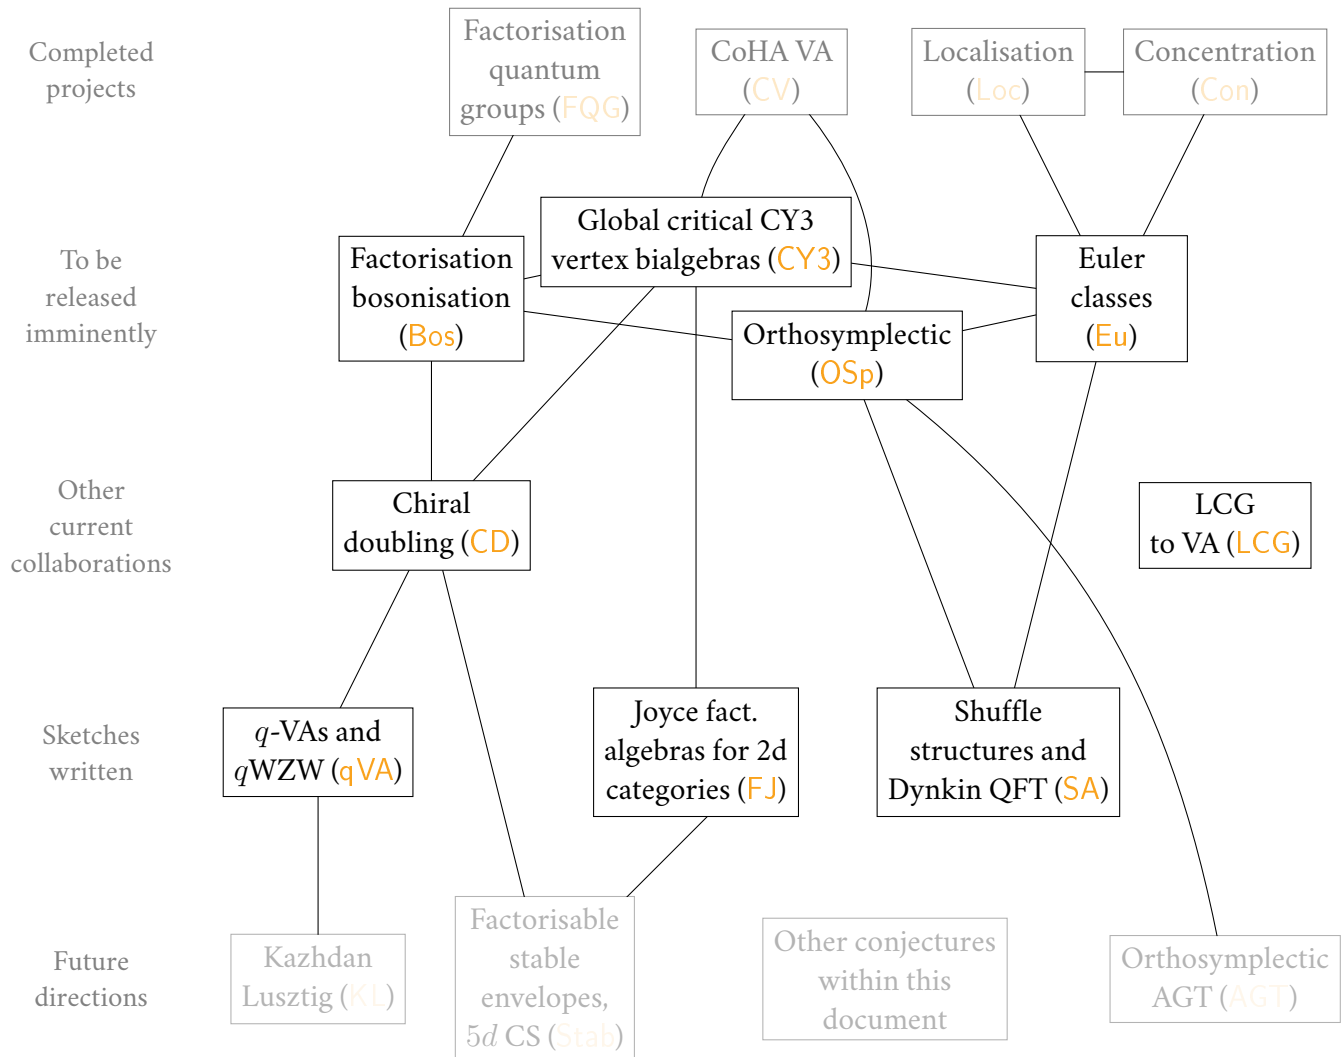 Completed
projects
Factorisation
quantum
groups (FQG)
CoHA VA
(CV)
Localisation
(Loc)
Concentration
(Con)
To be
released
imminently
Factorisation
bosonisation
(Bos)
Global critical CY3
vertex bialgebras (CY3)
Orthosymplectic
(OSp)
Euler
classes
(Eu)
Other
current
collaborations
Chiral
doubling (CD)
LCG
to VA (LCG)
Sketches
written
q-VAs and
qWZW (qVA)
Joyce fact.
algebras for 2d
categories (FJ)
Shuffle
structures and
Dynkin QFT (SA)
Future
directions
Kazhdan
Lusztig (KL)
Factorisable
stable
envelopes,
5d CS (Stab)
Other conjectures
within this
document
Orthosymplectic
AGT (AGT)